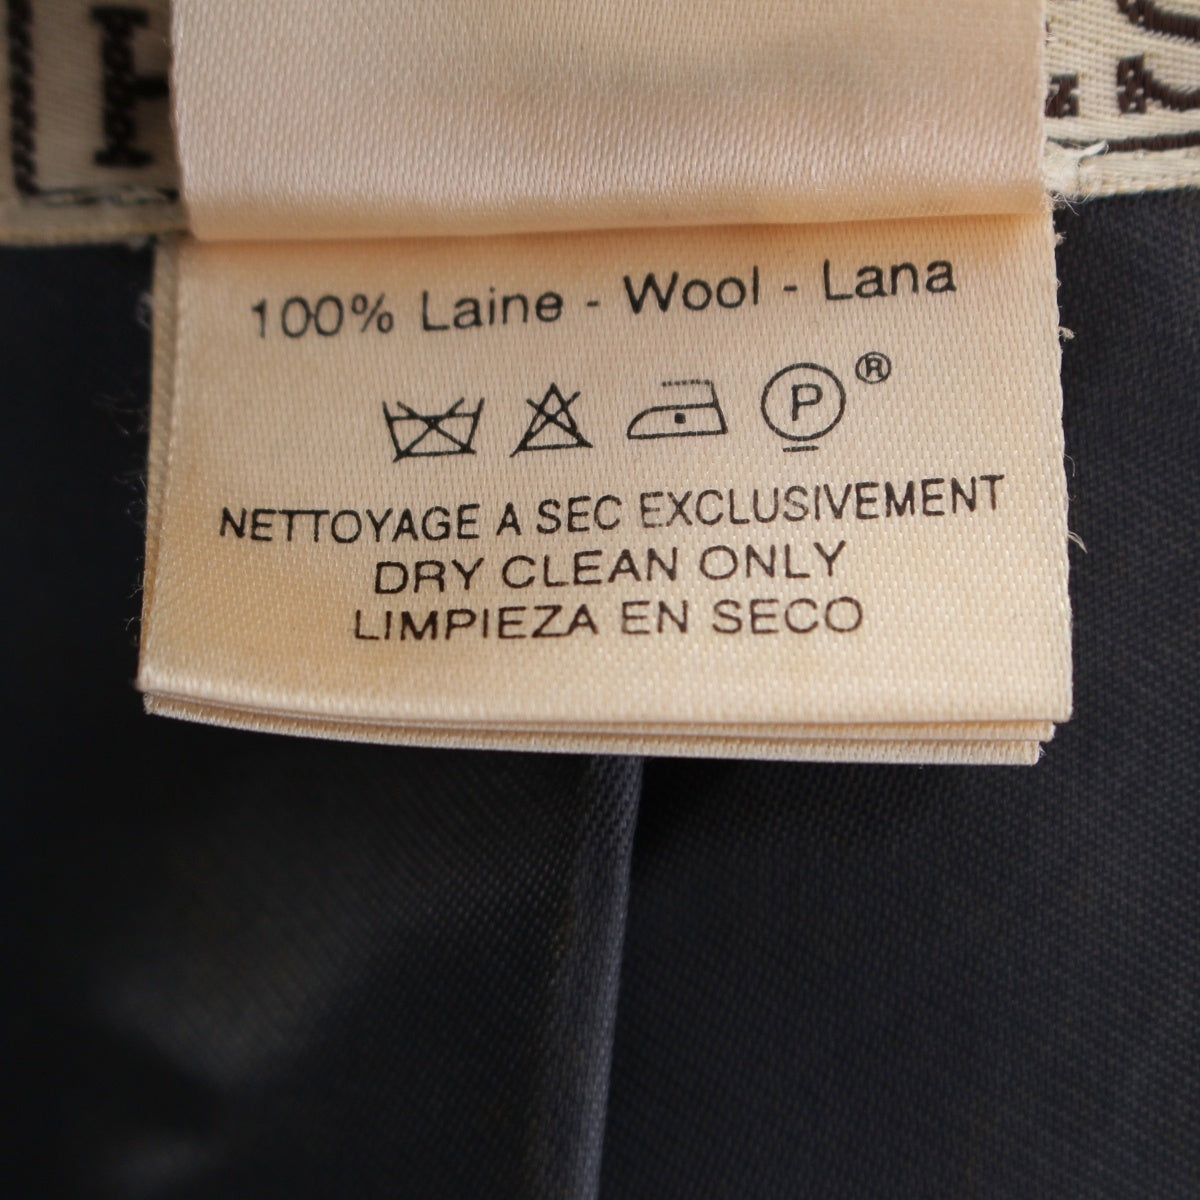 100% Laine - Wool - Lana
P ®
NETTOYAGE A SEC EXCLUSIVEMENT
DRY CLEAN ONLY
LIMPIEZA EN SECO